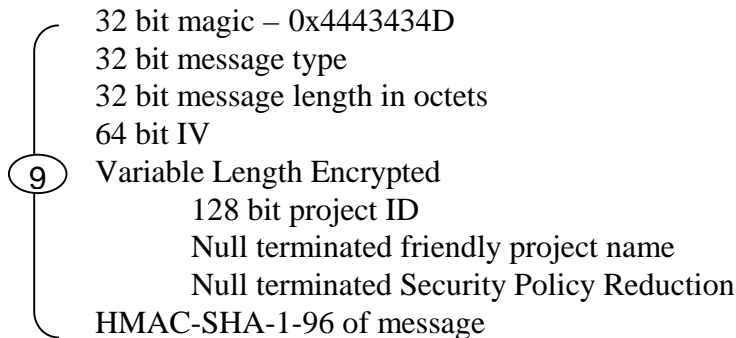 32 bit magic – 0x4443434D
32 bit message type
32 bit message length in octets
64 bit IV
9 Variable Length Encrypted
128 bit project ID
Null terminated friendly project name
Null terminated Security Policy Reduction
HMAC-SHA-1-96 of message